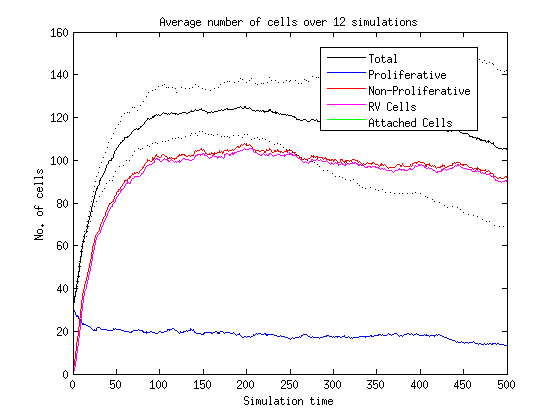 Average number of cells over 12 simulations
160
140
120
100
80
60
40
20
0
No. of cells
Total
Proliferative
Non-Proliferative
RV Cells
Attached Cells
0 50 100 150 200 250 300 350 400 450 500
Simulation time